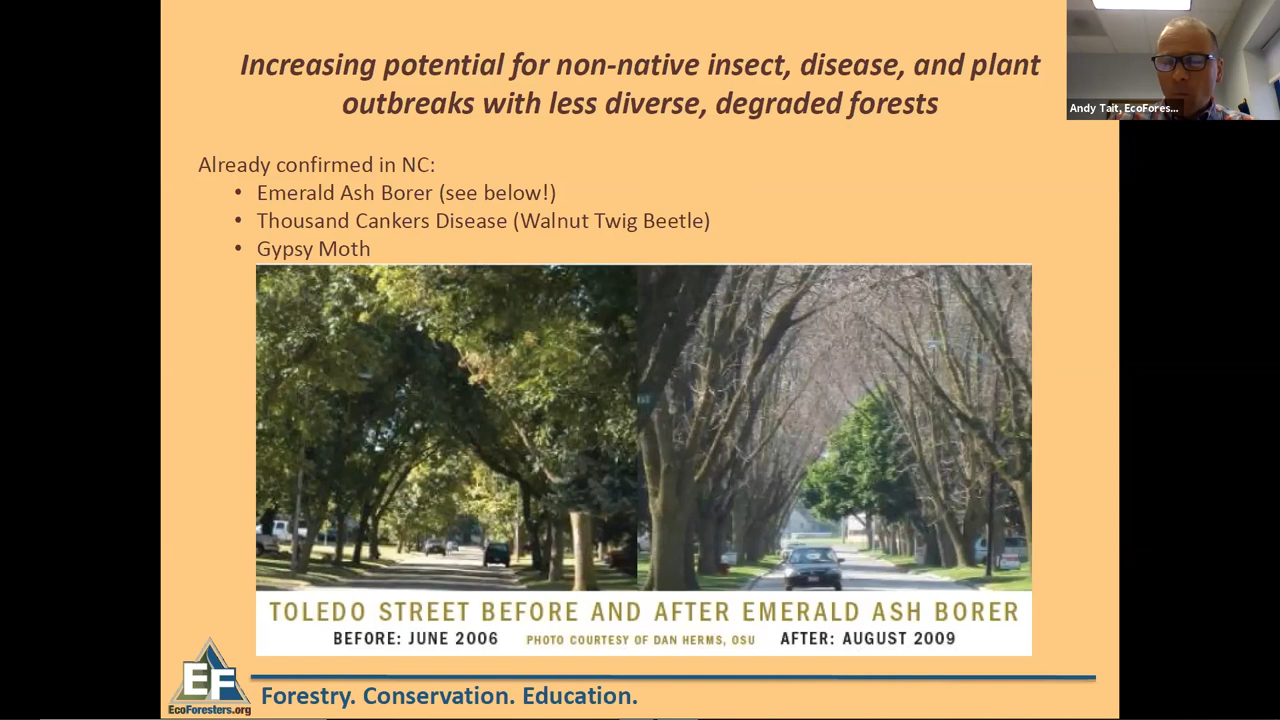 Increasing potential for non-native insect, disease, and plant
outbreaks with less diverse, degraded forests
Andy Tait, EcoFores...
Already confirmed in NC:
• Emerald Ash Borer (see below!)
• Thousand Cankers Disease (Walnut Twig Beetle)
• Gypsy Moth
TOLEDO STREET BEFORE AND AFTER EMERALD ASH BORER
BEFORE: JUNE 2006 PHOTO COURTESY OF DAN HERMS, OSU AFTER: AUGUST 2009
EF
EcoForesters.org
Forestry. Conservation. Education.